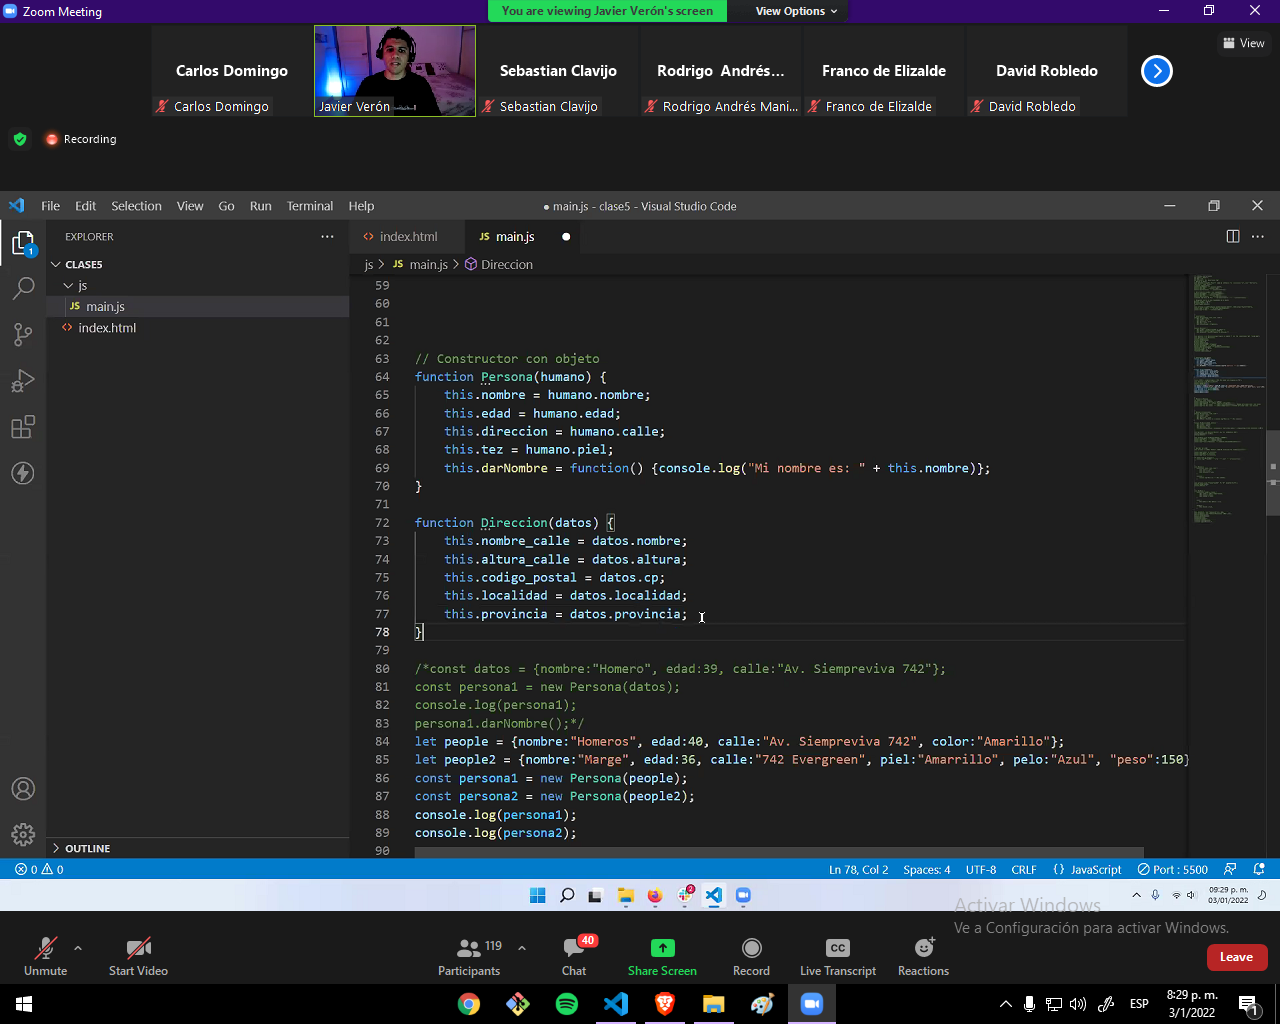 Zoom Meeting
You are viewing Javier Verón's screen
View Options
View
Carlos Domingo
Sebastian Clavijo
Rodrigo Andrés...
Franco de Elizalde
David Robledo
Carlos Domingo
Javier Verón
Sebastian Clavijo
Rodrigo Andrés Mani...
Franco de Elizalde
David Robledo
Recording
File Edit Selection View Go Run Terminal Help
● main.js - clase5 - Visual Studio Code
EXPLORER
index.html
JS main.js
CLASE5
js > JS main.js > Direccion
js
JS main.js
index.html
1
59
60
61
62
63 // Constructor con objeto
64 function Persona(humano) {
65 this.nombre = humano.nombre;
66 this.edad = humano.edad;
67 this.direccion = humano.calle;
68 this.tez = humano.piel;
69 this.darNombre = function() {console.log("Mi nombre es: " + this.nombre)};
70 }
71
72 function Direccion(datos) {
73 this.nombre_calle = datos.nombre;
74 this.altura_calle = datos.altura;
75 this.codigo_postal = datos.cp;
76 this.localidad = datos.localidad;
77 this.provincia = datos.provincia;
78 }
79
80 /*const datos = {nombre:"Homero", edad:39, calle:"Av. Siempreviva 742"};
81 const persona1 = new Persona(datos);
82 console.log(persona1);
83 persona1.darNombre();*/
84 let people = {nombre:"Homeros", edad:40, calle:"Av. Siempreviva 742", color:"Amarillo"};
85 let people2 = {nombre:"Marge", edad:36, calle:"742 Evergreen", piel:"Amarrillo", pelo:"Azul", "peso":150}
86 const persona1 = new Persona(people);
87 const persona2 = new Persona(people2);
88 console.log(persona1);
89 console.log(persona2);
90
OUTLINE
0 0
Ln 78, Col 2 Spaces: 4 UTF-8 CRLF {} JavaScript Port : 5500
2
09:29 p. m.
03/01/2022
Activar Windows
Ve a Configuración para activar Windows.
119
40
CC
Unmute
Start Video
Participants
Chat
Share Screen
Record
Live Transcript
Reactions
Leave
ESP
8:29 p. m.
3/1/2022
1